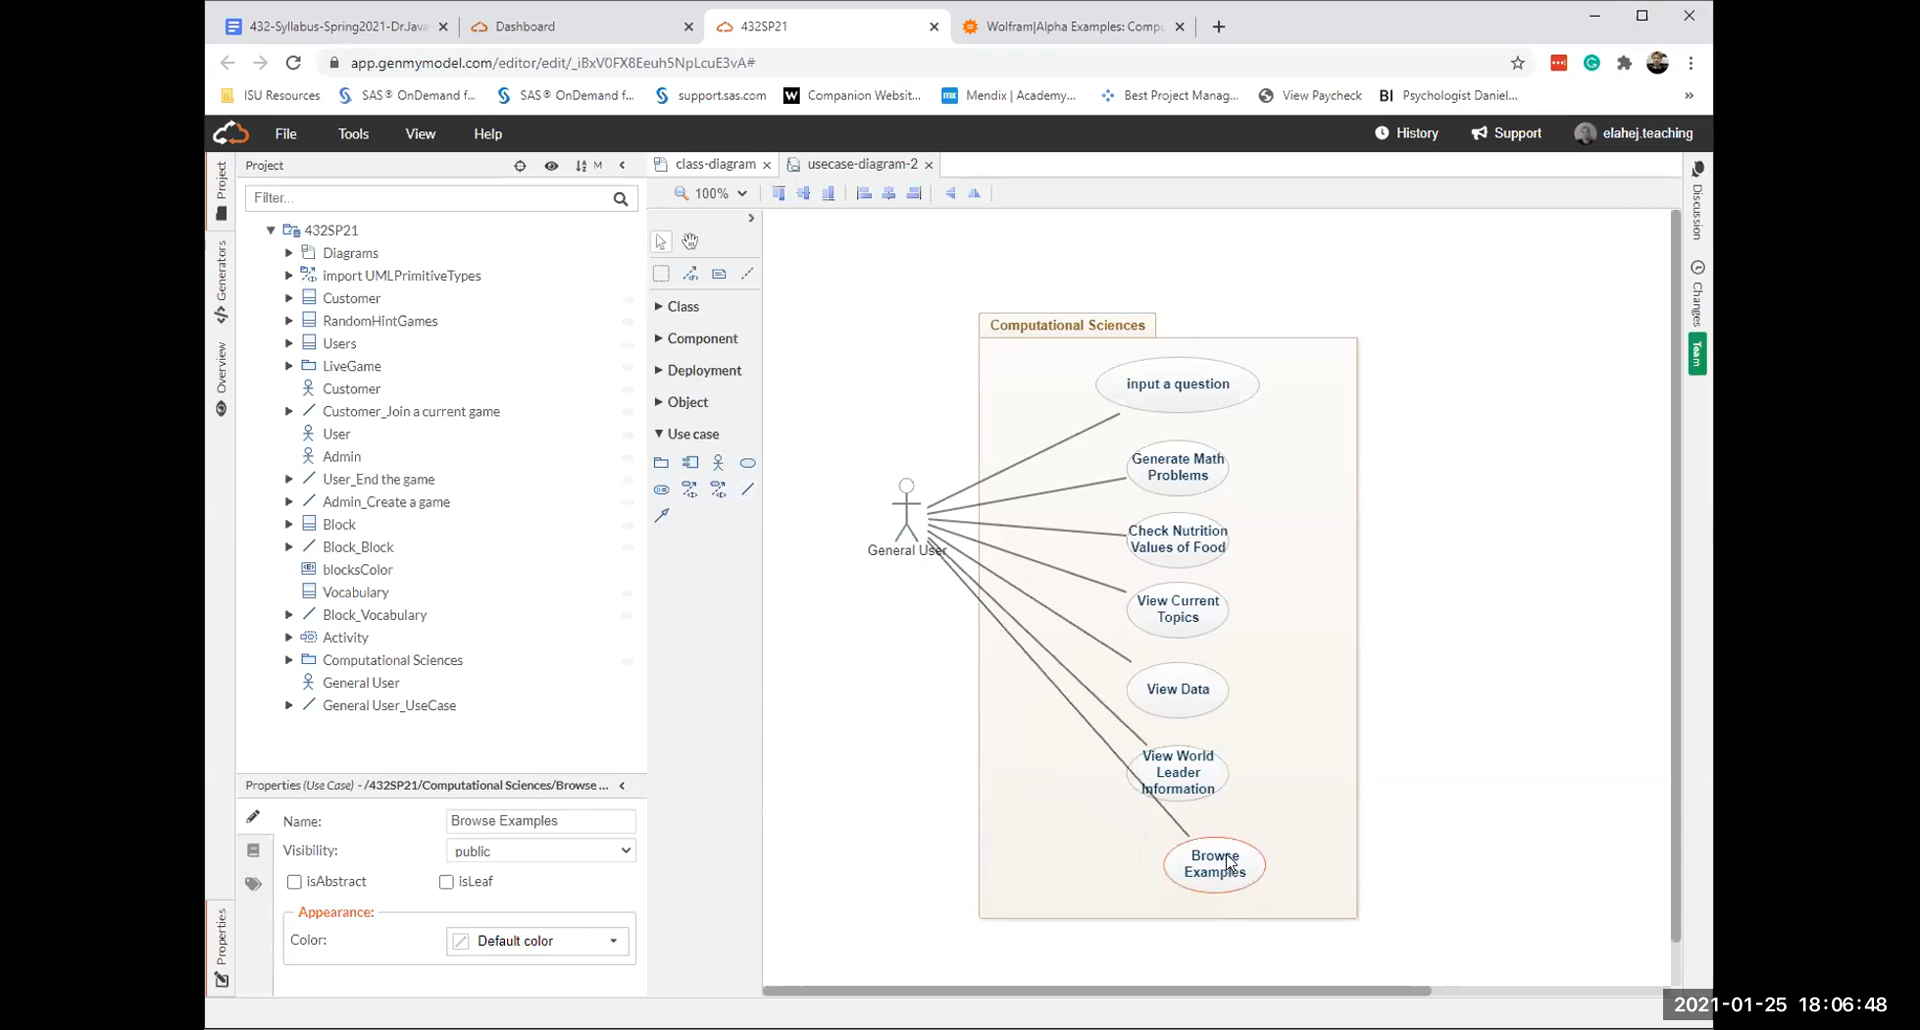 432-Syllabus-Spring2021-DrJava
Dashboard
432SP21
Wolfram|Alpha Examples: Compu
app.genmymodel.com/editor/edit/_iBxV0FX8Eeuh5NpLcuE3vA#
ISU Resources
SAS® OnDemand f...
SAS® OnDemand f...
support.sas.com
Companion Websit...
Mendix | Academy...
Best Project Manag...
View Paycheck
BI Psychologist Daniel...
File
Tools
View
Help
History
Support
elahej.teaching
Project
M
class-diagram
usecase-diagram-2
Filter...
100%
Project
Generators
Overview
Properties
432SP21
Diagrams
import UMLPrimitiveTypes
Customer
RandomHintGames
Users
LiveGame
Customer
Customer_Join a current game
User
Admin
User_End the game
Admin_Create a game
Block
Block_Block
blocksColor
Vocabulary
Block_Vocabulary
Activity
Computational Sciences
General User
General User_UseCase
Class
Component
Deployment
Object
Use case
Computational Sciences
input a question
Generate Math
Problems
Check Nutrition
Values of Food
View Current
Topics
View Data
View World
Leader
Information
Browse
Examples
General User
Discussion
Changes
Team
Properties (Use Case) - /432SP21/Computational Sciences/Browse ...
Name:
Browse Examples
Visibility:
public
isAbstract
isLeaf
Appearance:
Color:
Default color
2021-01-25 18:06:48